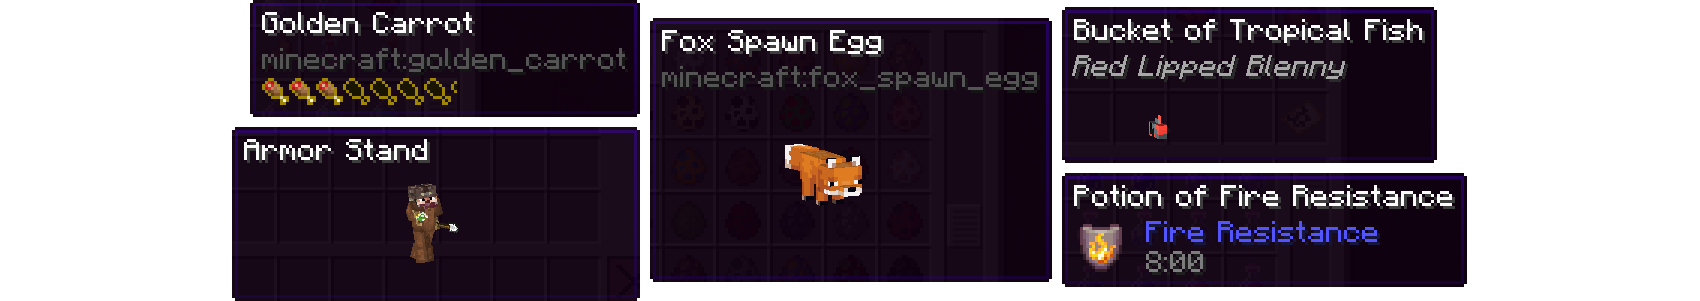 Golden Carrot
minecraft:golden_carrot
Armor Stand
Fox Spawn Egg
minecraft:fox_spawn_egg
Bucket of Tropical Fish
Red Lipped Blenny
Potion of Fire Resistance
Fire Resistance
8:00